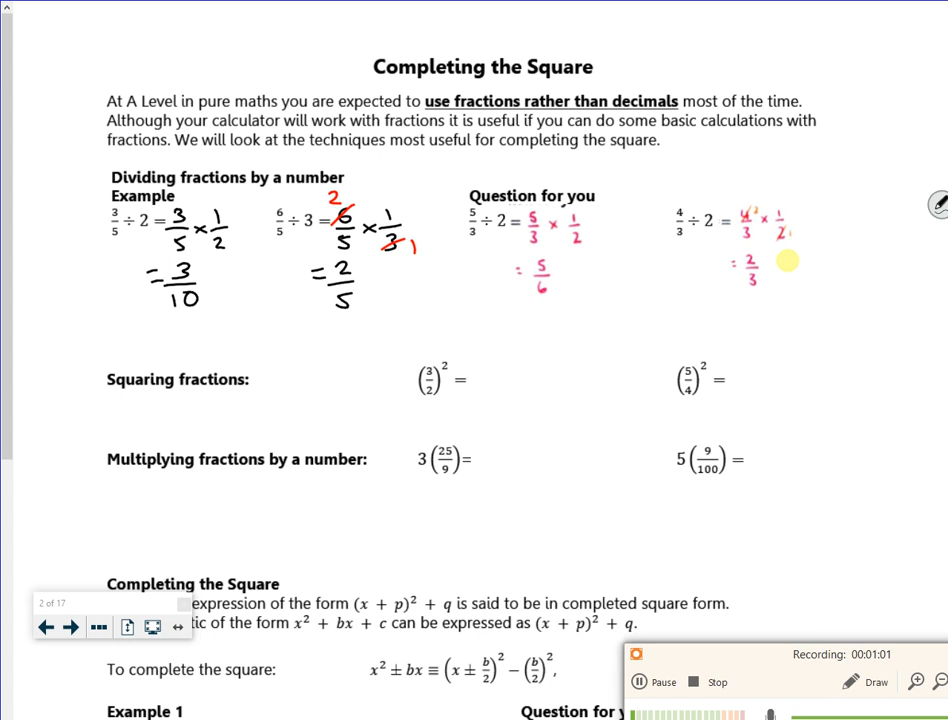 Completing the Square
At A Level in pure maths you are expected to use fractions rather than decimals most of the time.
Although your calculator will work with fractions it is useful if you can do some basic calculations with
fractions. We will look at the techniques most useful for completing the square.
Dividing fractions by a number
Example
Question for you
3/5 ÷ 2 = 3/5 × 1/2
= 3/10
6/5 ÷ 3 = 6/5 × 1/3
2
1
= 2/5
5/3 ÷ 2 = 5/3 × 1/2
= 5/6
4/3 ÷ 2 = 4/3 × 1/2
2
1
= 2/3
Squaring fractions: (3/2)² = (5/4)² =
Multiplying fractions by a number: 3(25/9)= 5(9/100) =
Completing the Square
expression of the form (x + p)² + q is said to be in completed square form.
tic of the form x² + bx + c can be expressed as (x + p)² + q.
To complete the square: x² ± bx ≡ (x ± b/2)² − (b/2)²,
Example 1
Question for y
2 of 17
Recording: 00:01:01
Pause Stop Draw